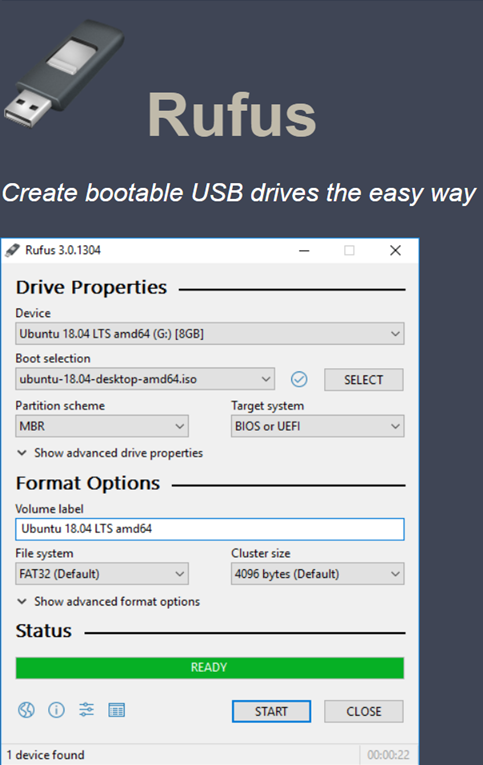 Rufus
Create bootable USB drives the easy way
Rufus 3.0.1304
Drive Properties
Device
Ubuntu 18.04 LTS amd64 (G:) [8GB]
Boot selection
ubuntu-18.04-desktop-amd64.iso
SELECT
Partition scheme Target system
MBR BIOS or UEFI
Show advanced drive properties
Format Options
Volume label
Ubuntu 18.04 LTS amd64
File system Cluster size
FAT32 (Default) 4096 bytes (Default)
Show advanced format options
Status
READY
START CLOSE
1 device found 00:00:22